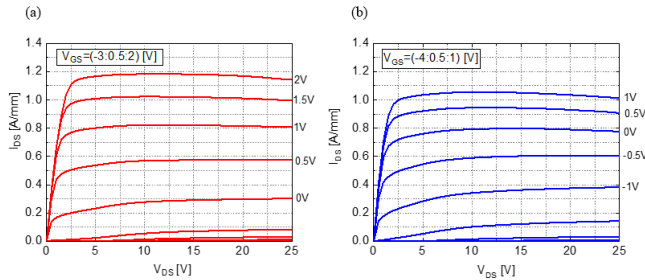 (a)
V_GS=(-3:0.5:2) [V]
I_DS [A/mm]
1.4
1.2
1.0
0.8
0.6
0.4
0.2
0.0
2V
1.5V
1V
0.5V
0V
0 5 10 15 20 25
V_DS [V]
(b)
V_GS=(-4:0.5:1) [V]
I_DS [A/mm]
1.4
1.2
1.0
0.8
0.6
0.4
0.2
0.0
1V
0.5V
0V
-0.5V
-1V
0 5 10 15 20 25
V_DS [V]